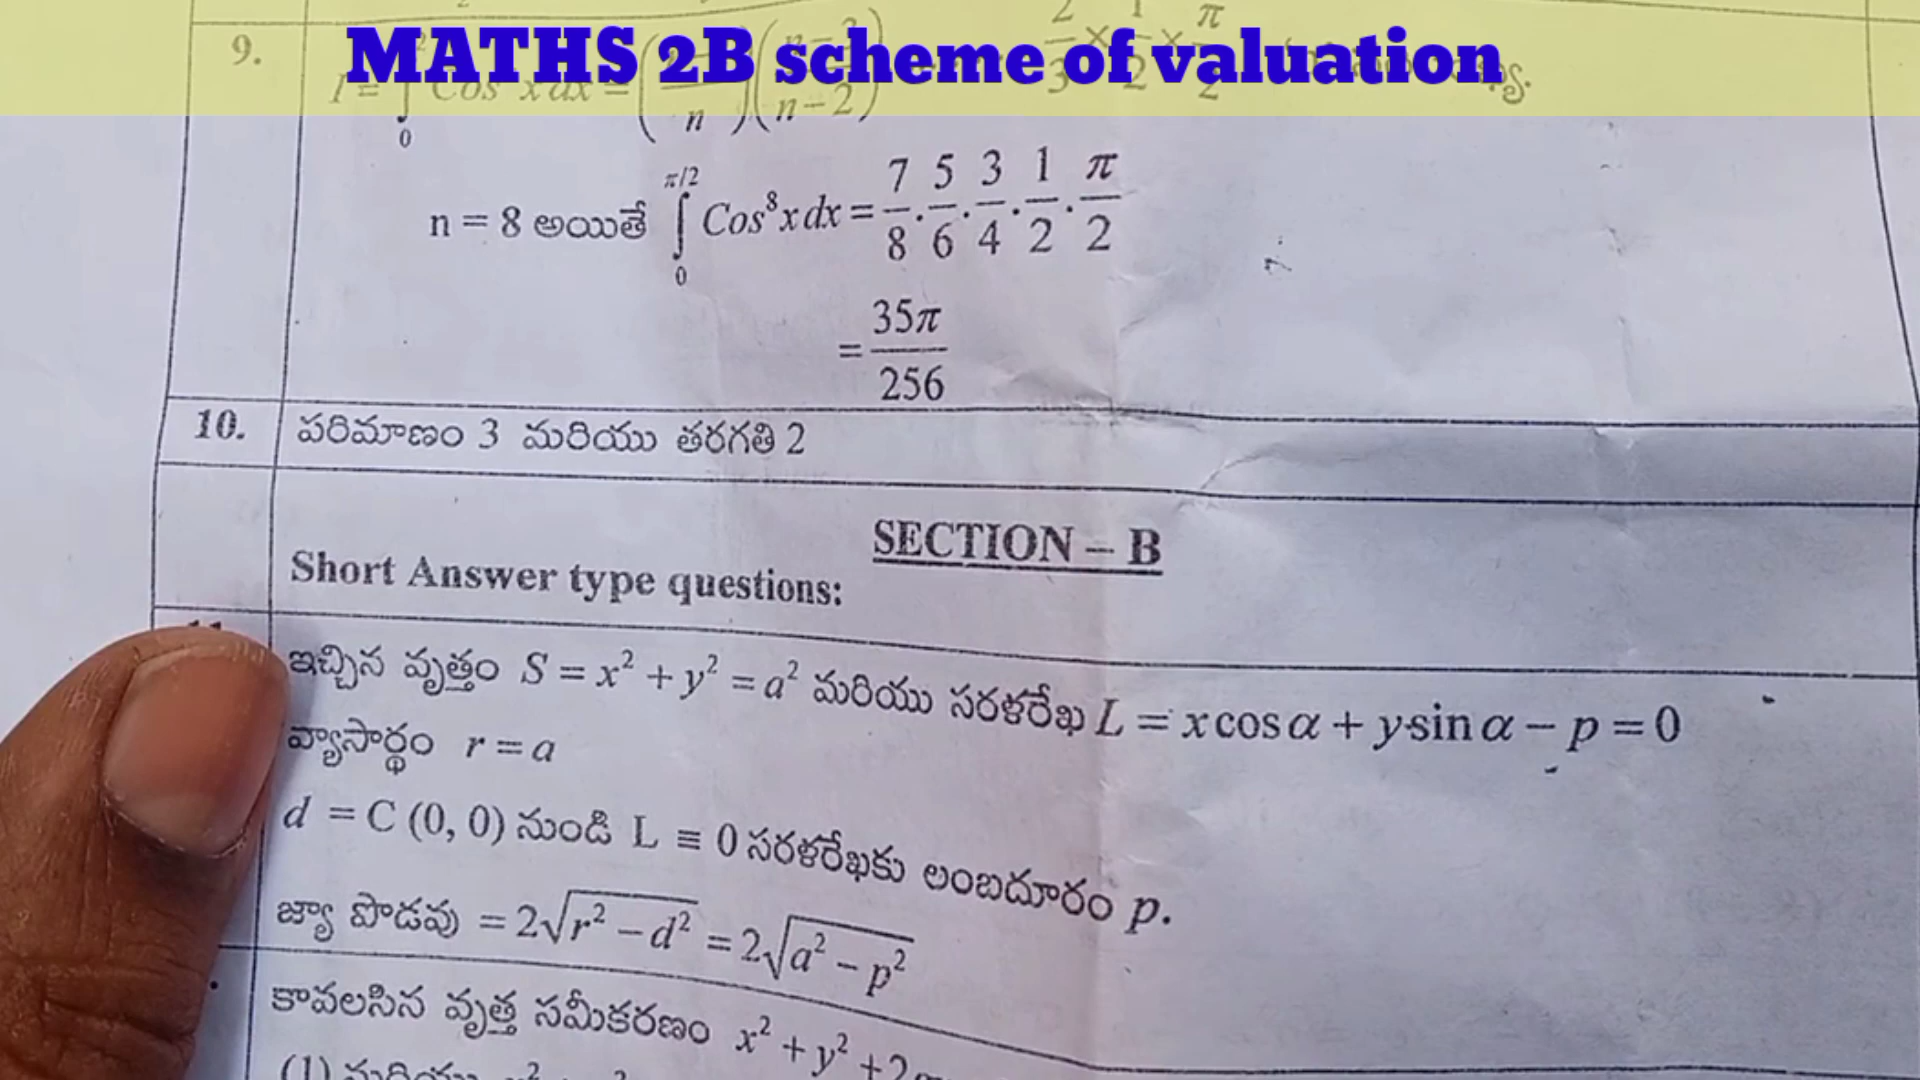 MATHS 2B scheme of valuation
9.
n = 8 అయితే ∫₀^{π/2} Cos⁸x dx = 7/8 . 5/6 . 3/4 . 1/2 . π/2
= 35π/256
10. పరిమాణం 3 మరియు తరగతి 2
SECTION – B
Short Answer type questions:
ఇచ్చిన వృత్తం S = x² + y² = a² మరియు సరళరేఖ L = x cos α + y sin α – p = 0
వ్యాసార్థం r = a
d = C (0, 0) నుండి L ≡ 0 సరళరేఖకు లంబదూరం p.
జ్యా పొడవు = 2√(r² – d²) = 2√(a² – p²)
కావలసిన వృత్త సమీకరణం x² + y² + 2
(1) మరియు